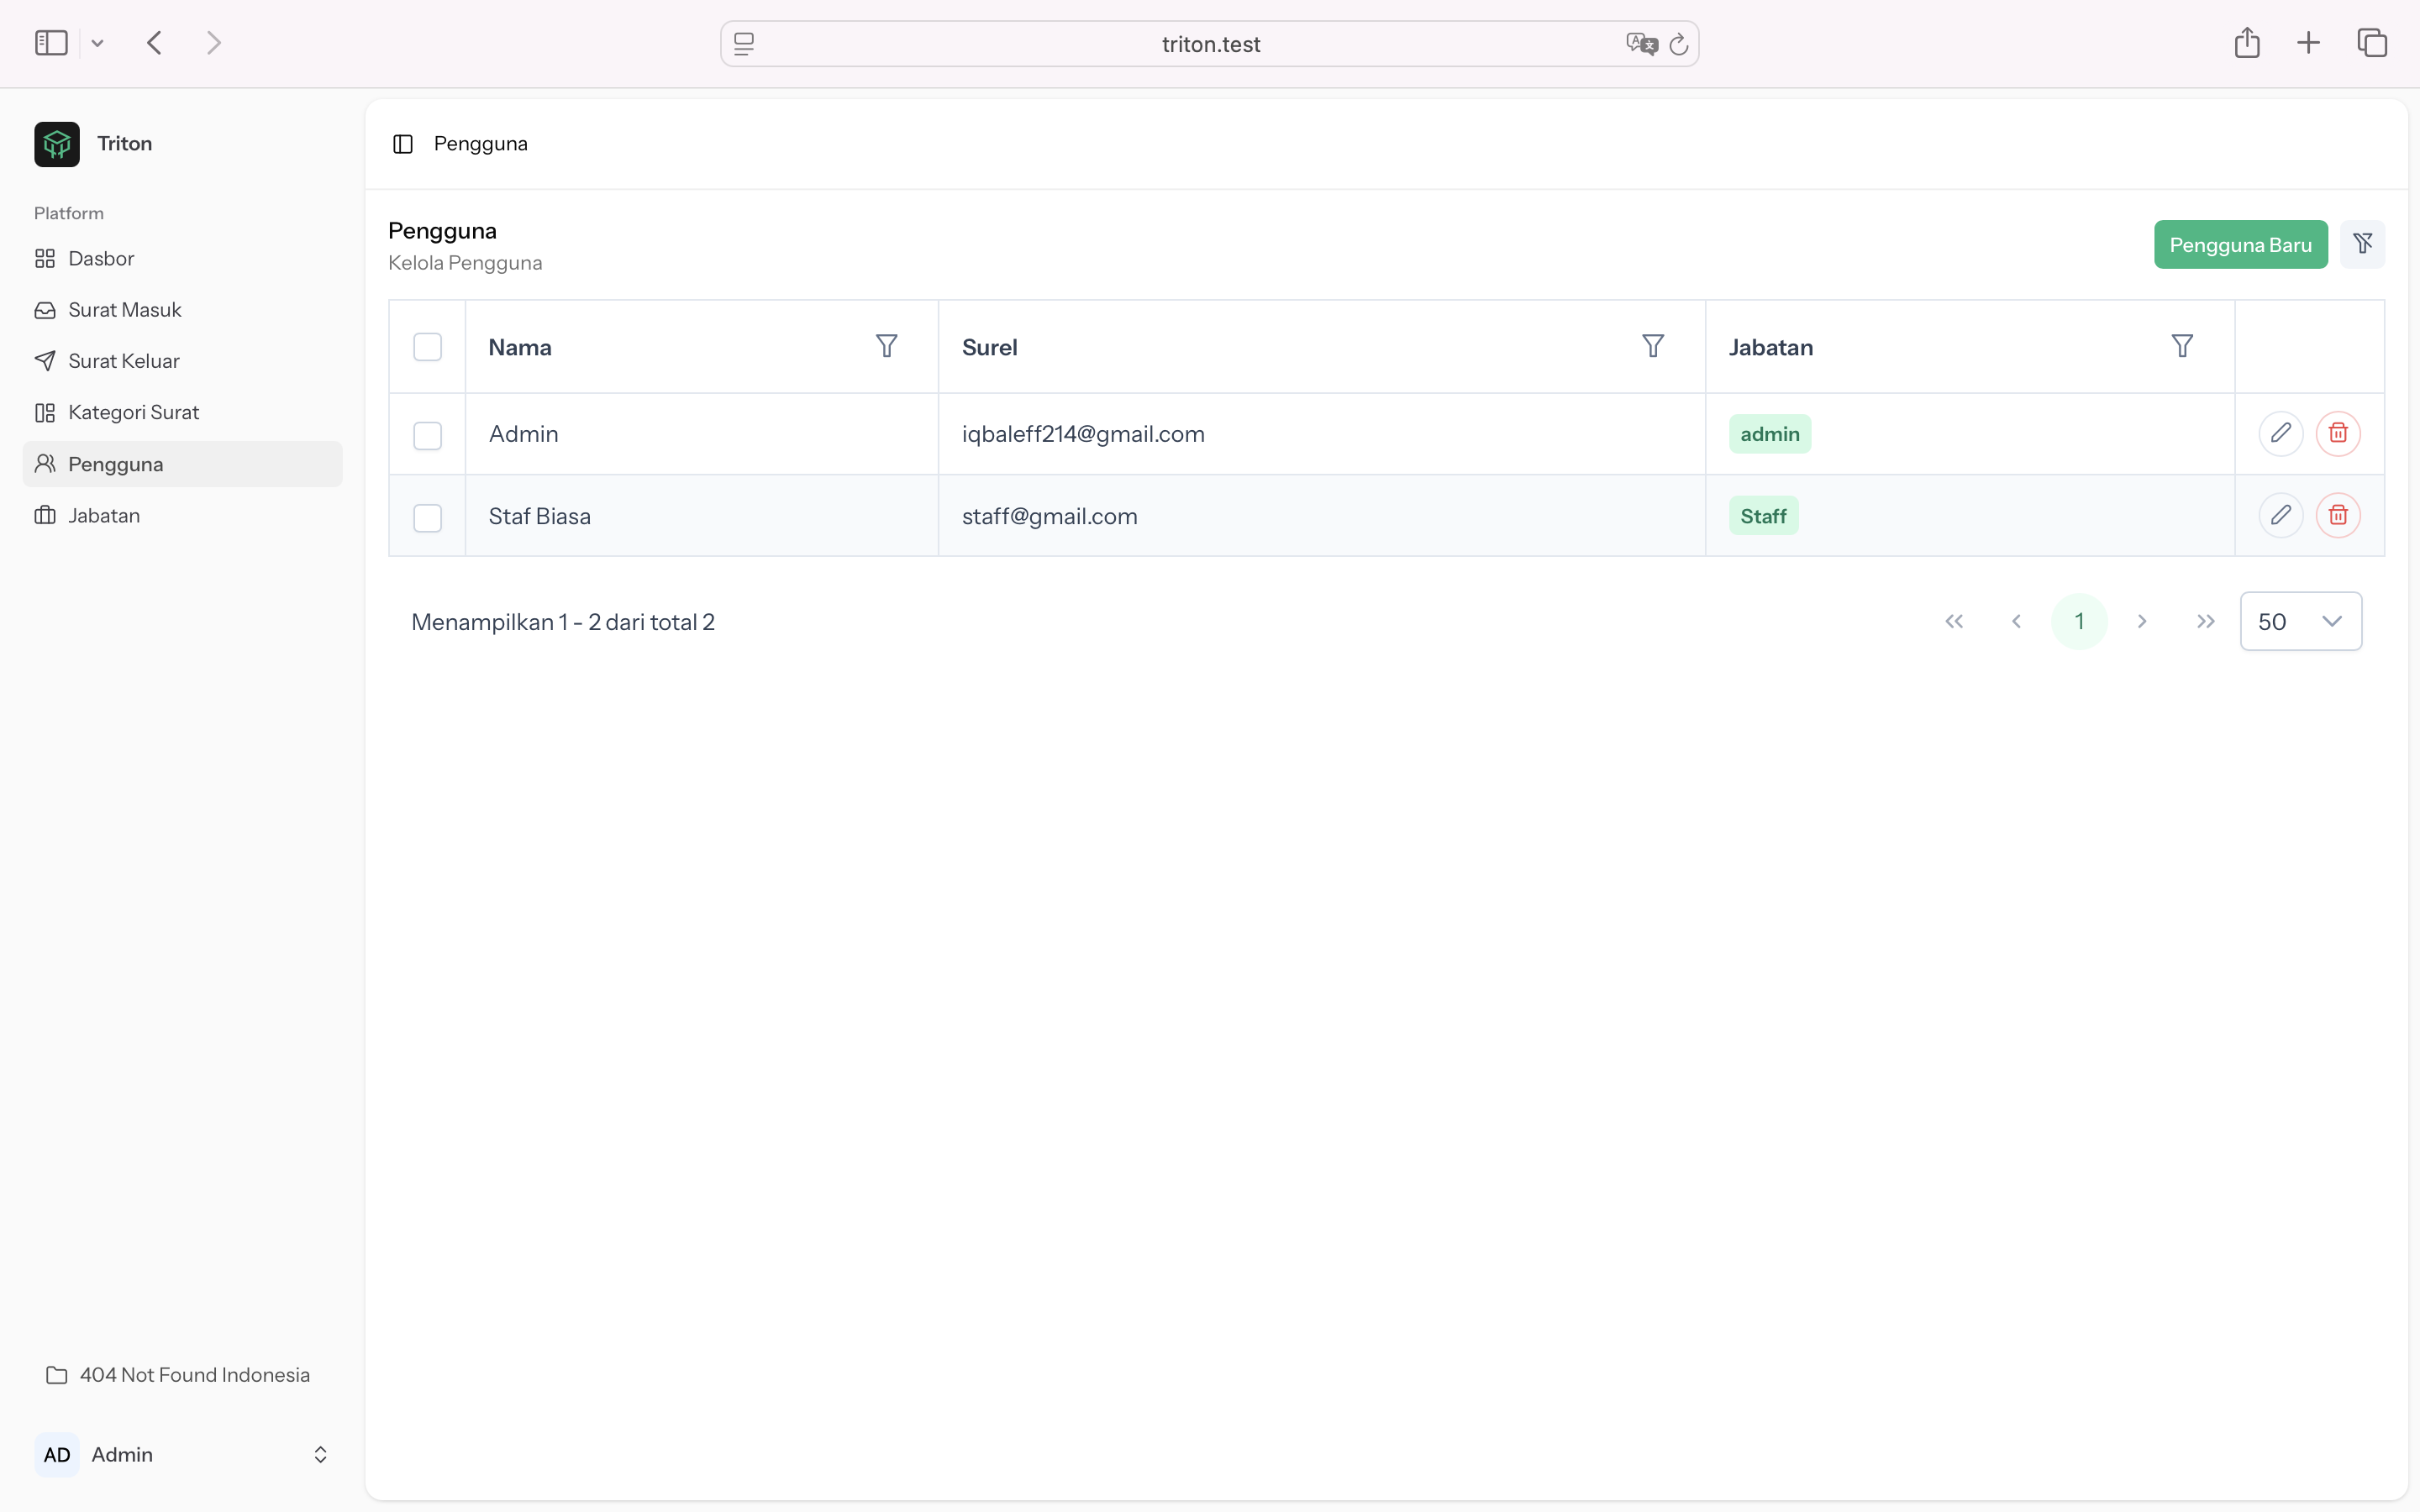 triton.test
Triton
Platform
Dasbor
Surat Masuk
Surat Keluar
Kategori Surat
Pengguna
Jabatan
404 Not Found Indonesia
AD Admin
Pengguna
Pengguna
Kelola Pengguna
Pengguna Baru
Nama Surel Jabatan
Admin iqbaleff214@gmail.com admin
Staf Biasa staff@gmail.com Staff
Menampilkan 1 - 2 dari total 2
1
50